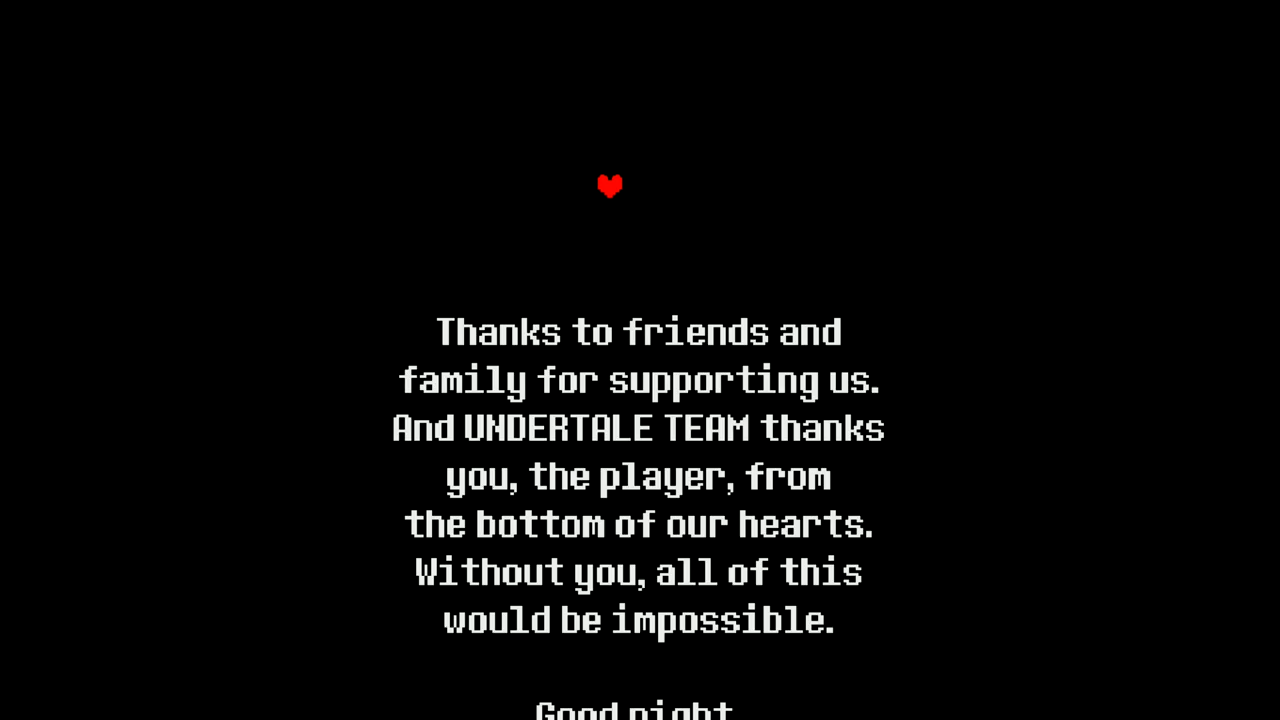 Thanks to friends and
family for supporting us.
And UNDERTALE TEAM thanks
you, the player, from
the bottom of our hearts.
Without you, all of this
would be impossible.
Good night